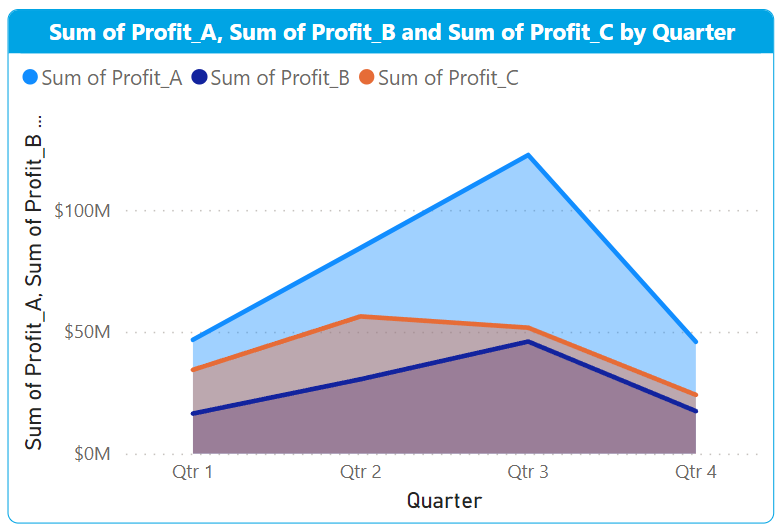 Sum of Profit_A, Sum of Profit_B and Sum of Profit_C by Quarter
Sum of Profit_A Sum of Profit_B Sum of Profit_C
Sum of Profit_A, Sum of Profit_B ...
$100M
$50M
$0M
Qtr 1 Qtr 2 Qtr 3 Qtr 4
Quarter